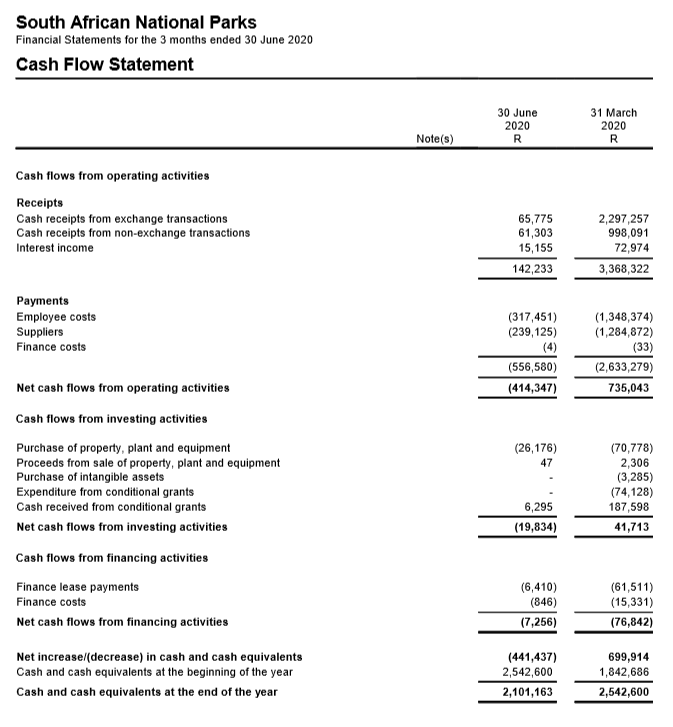 South African National Parks
Financial Statements for the 3 months ended 30 June 2020
Cash Flow Statement
30 June 31 March
2020 2020
Note(s) R R
Cash flows from operating activities
Receipts
Cash receipts from exchange transactions 65,775 2,297,257
Cash receipts from non-exchange transactions 61,303 998,091
Interest income 15,155 72,974
142,233 3,368,322
Payments
Employee costs (317,451) (1,348,374)
Suppliers (239,125) (1,284,872)
Finance costs (4) (33)
(556,580) (2,633,279)
Net cash flows from operating activities (414,347) 735,043
Cash flows from investing activities
Purchase of property, plant and equipment (26,176) (70,778)
Proceeds from sale of property, plant and equipment 47 2,306
Purchase of intangible assets - (3,285)
Expenditure from conditional grants - (74,128)
Cash received from conditional grants 6,295 187,598
Net cash flows from investing activities (19,834) 41,713
Cash flows from financing activities
Finance lease payments (6,410) (61,511)
Finance costs (846) (15,331)
Net cash flows from financing activities (7,256) (76,842)
Net increase/(decrease) in cash and cash equivalents (441,437) 699,914
Cash and cash equivalents at the beginning of the year 2,542,600 1,842,686
Cash and cash equivalents at the end of the year 2,101,163 2,542,600